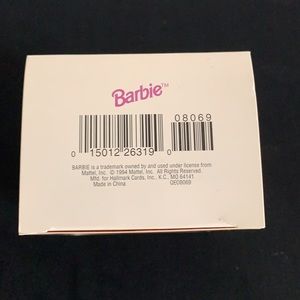 Barbie™
08069
0 15012 26319 0
BARBIE is a trademark owned by and used under license from
Mattel, Inc. © 1994 Mattel, Inc. All Rights Reserved.
Mfd. for Hallmark Cards, Inc., K.C., MO 64141
Made in China QEO8069